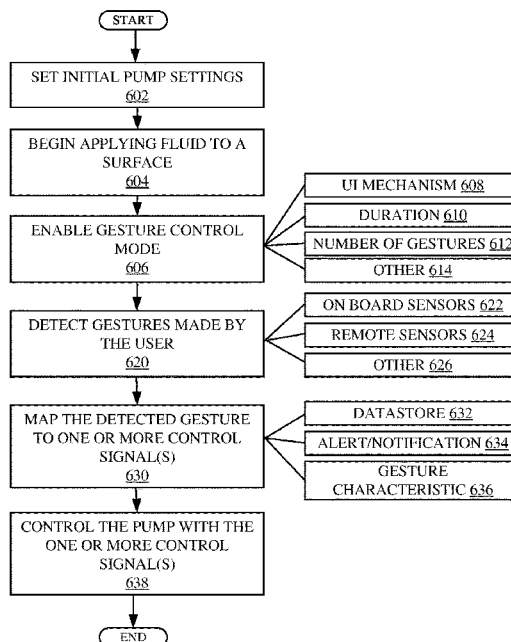 START
SET INITIAL PUMP SETTINGS
602
BEGIN APPLYING FLUID TO A
SURFACE
604
ENABLE GESTURE CONTROL
MODE
606
UI MECHANISM 608
DURATION 610
NUMBER OF GESTURES 612
OTHER 614
DETECT GESTURES MADE BY
THE USER
620
ON BOARD SENSORS 622
REMOTE SENSORS 624
OTHER 626
MAP THE DETECTED GESTURE
TO ONE OR MORE CONTROL
SIGNAL(S)
630
DATASTORE 632
ALERT/NOTIFICATION 634
GESTURE
CHARACTERISTIC 636
CONTROL THE PUMP WITH THE
ONE OR MORE CONTROL
SIGNAL(S)
638
END